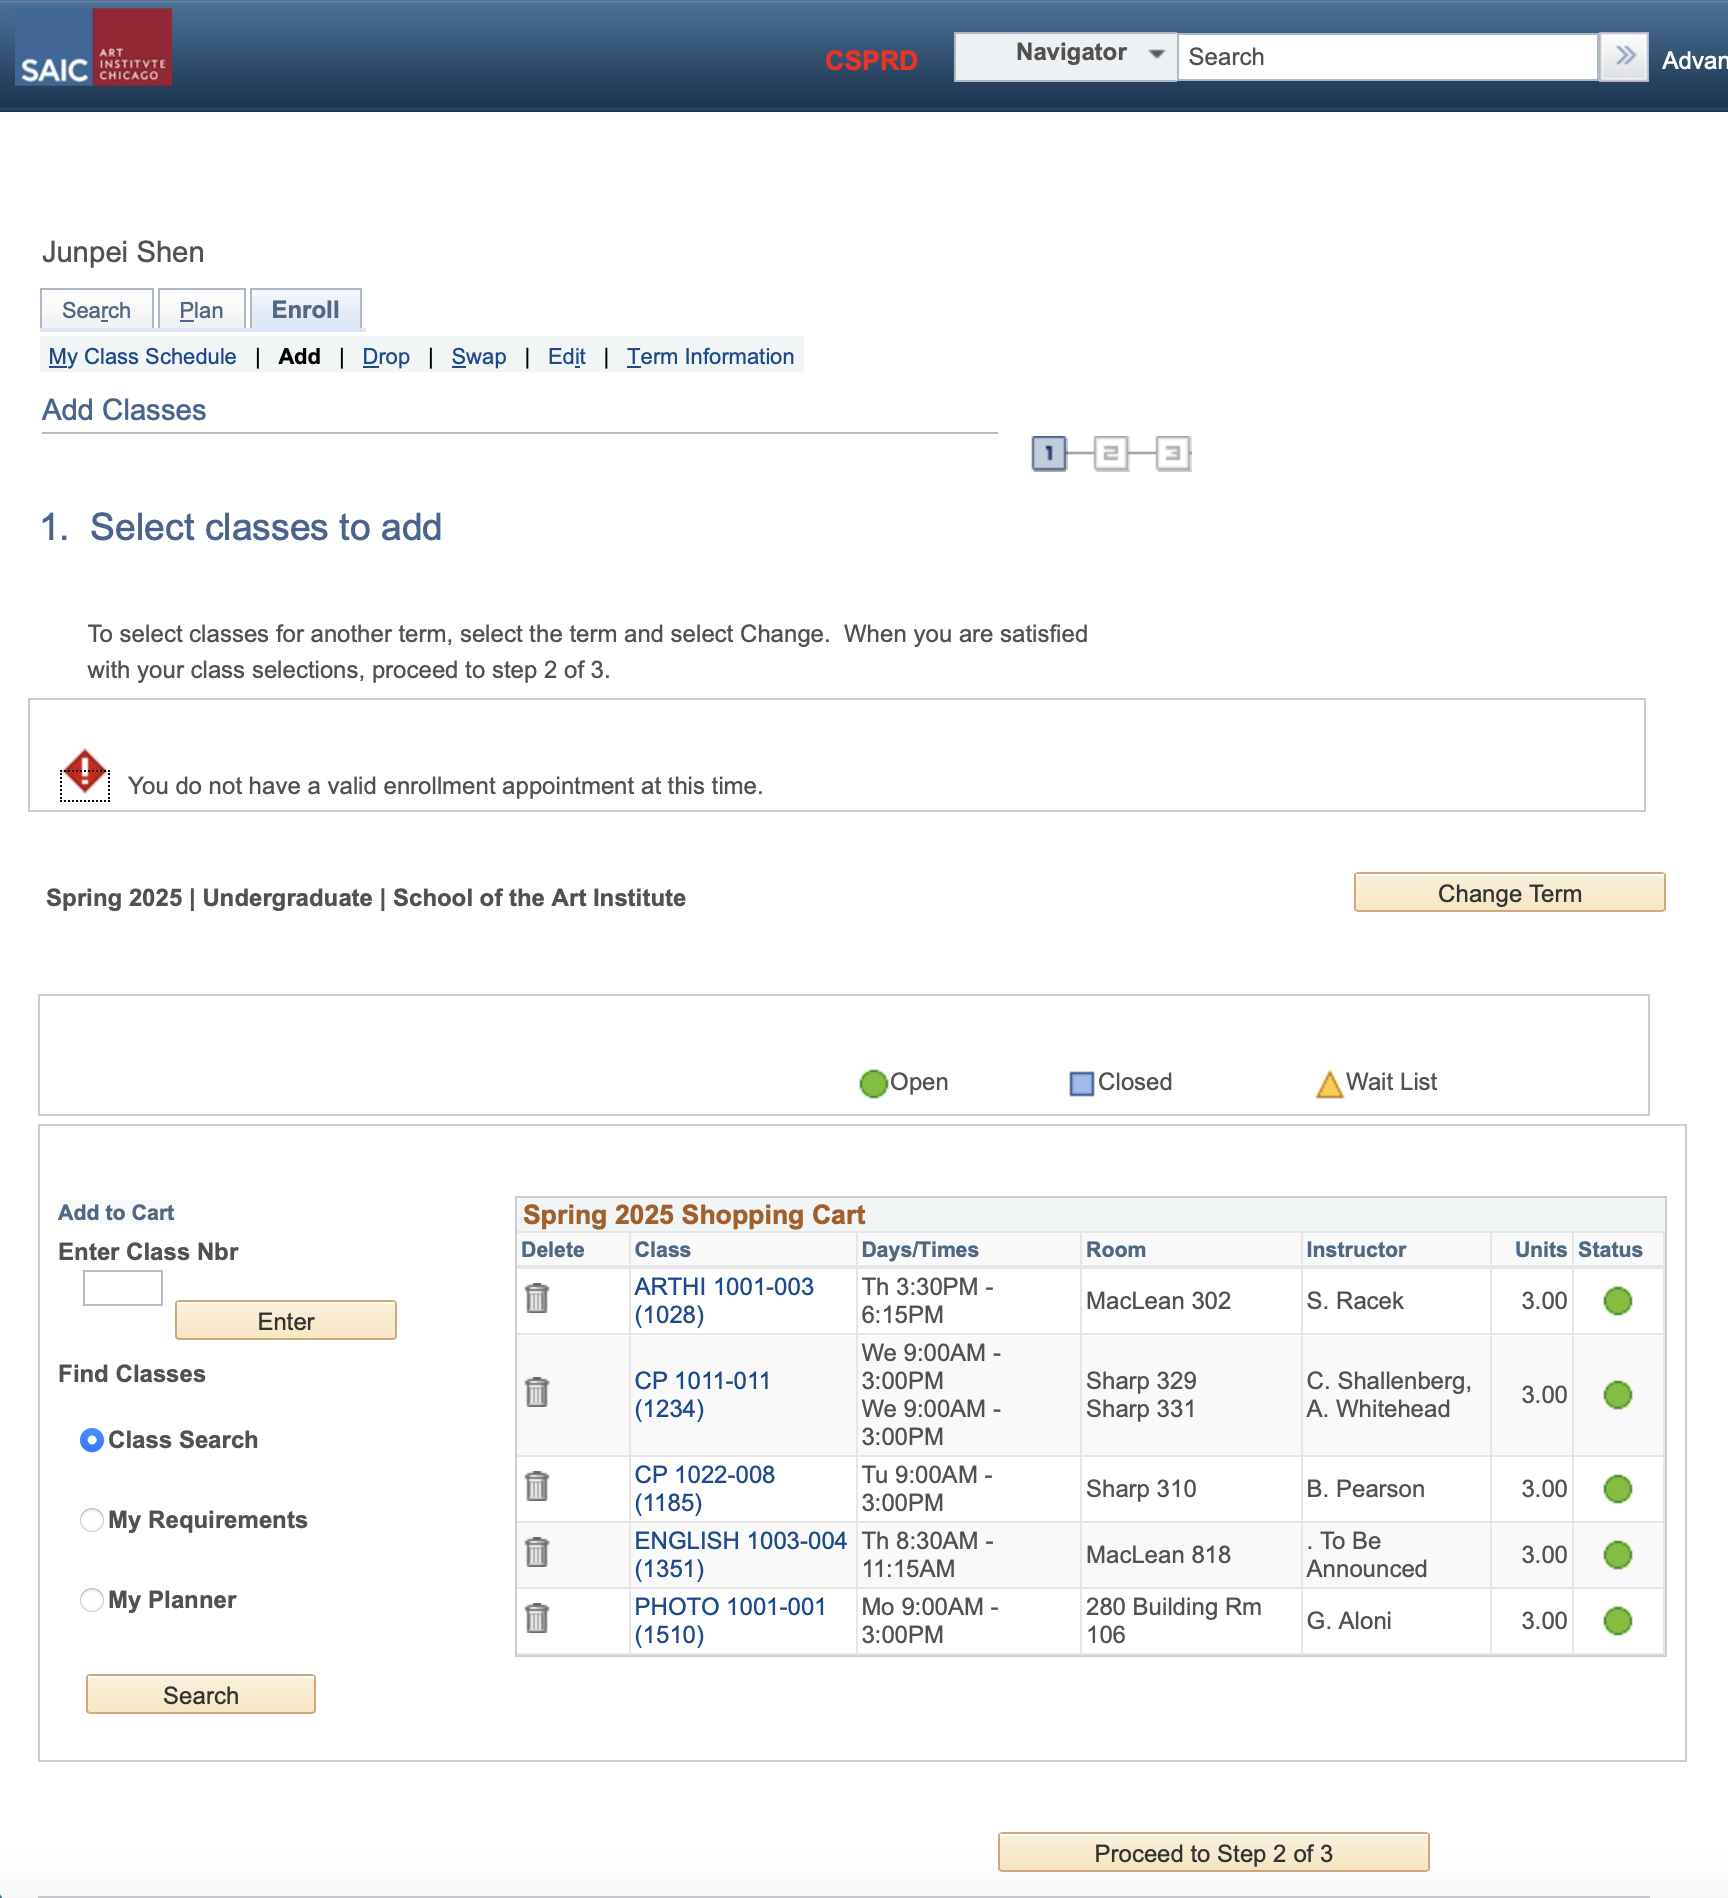 SAIC
ART
INSTITVTE
CHICAGO
CSPRD
Navigator
Search
Advan
Junpei Shen
Search
Plan
Enroll
My Class Schedule | Add | Drop | Swap | Edit | Term Information
Add Classes
1 2 3
1. Select classes to add
To select classes for another term, select the term and select Change. When you are satisfied
with your class selections, proceed to step 2 of 3.
You do not have a valid enrollment appointment at this time.
Spring 2025 | Undergraduate | School of the Art Institute
Change Term
Open
Closed
Wait List
Add to Cart
Enter Class Nbr
Enter
Find Classes
Class Search
My Requirements
My Planner
Search
Spring 2025 Shopping Cart
Delete Class Days/Times Room Instructor Units Status
ARTHI 1001-003
(1028)
Th 3:30PM -
6:15PM
MacLean 302
S. Racek
3.00
CP 1011-011
(1234)
We 9:00AM -
3:00PM
We 9:00AM -
3:00PM
Sharp 329
Sharp 331
C. Shallenberg,
A. Whitehead
3.00
CP 1022-008
(1185)
Tu 9:00AM -
3:00PM
Sharp 310
B. Pearson
3.00
ENGLISH 1003-004
(1351)
Th 8:30AM -
11:15AM
MacLean 818
. To Be
Announced
3.00
PHOTO 1001-001
(1510)
Mo 9:00AM -
3:00PM
280 Building Rm
106
G. Aloni
3.00
Proceed to Step 2 of 3